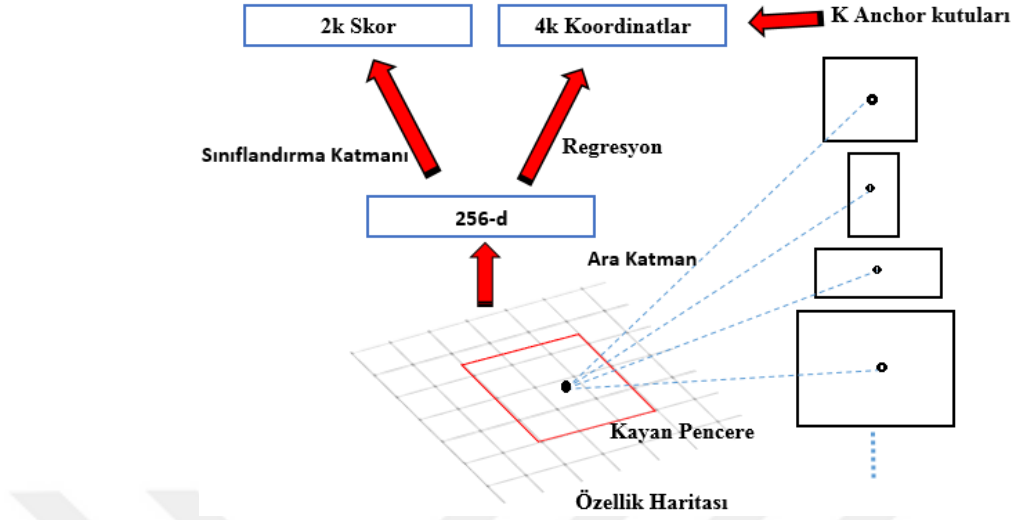 2k Skor
4k Koordinatlar
K Anchor kutuları
Sınıflandırma Katmanı
Regresyon
256-d
Ara Katman
Kayan Pencere
Özellik Haritası